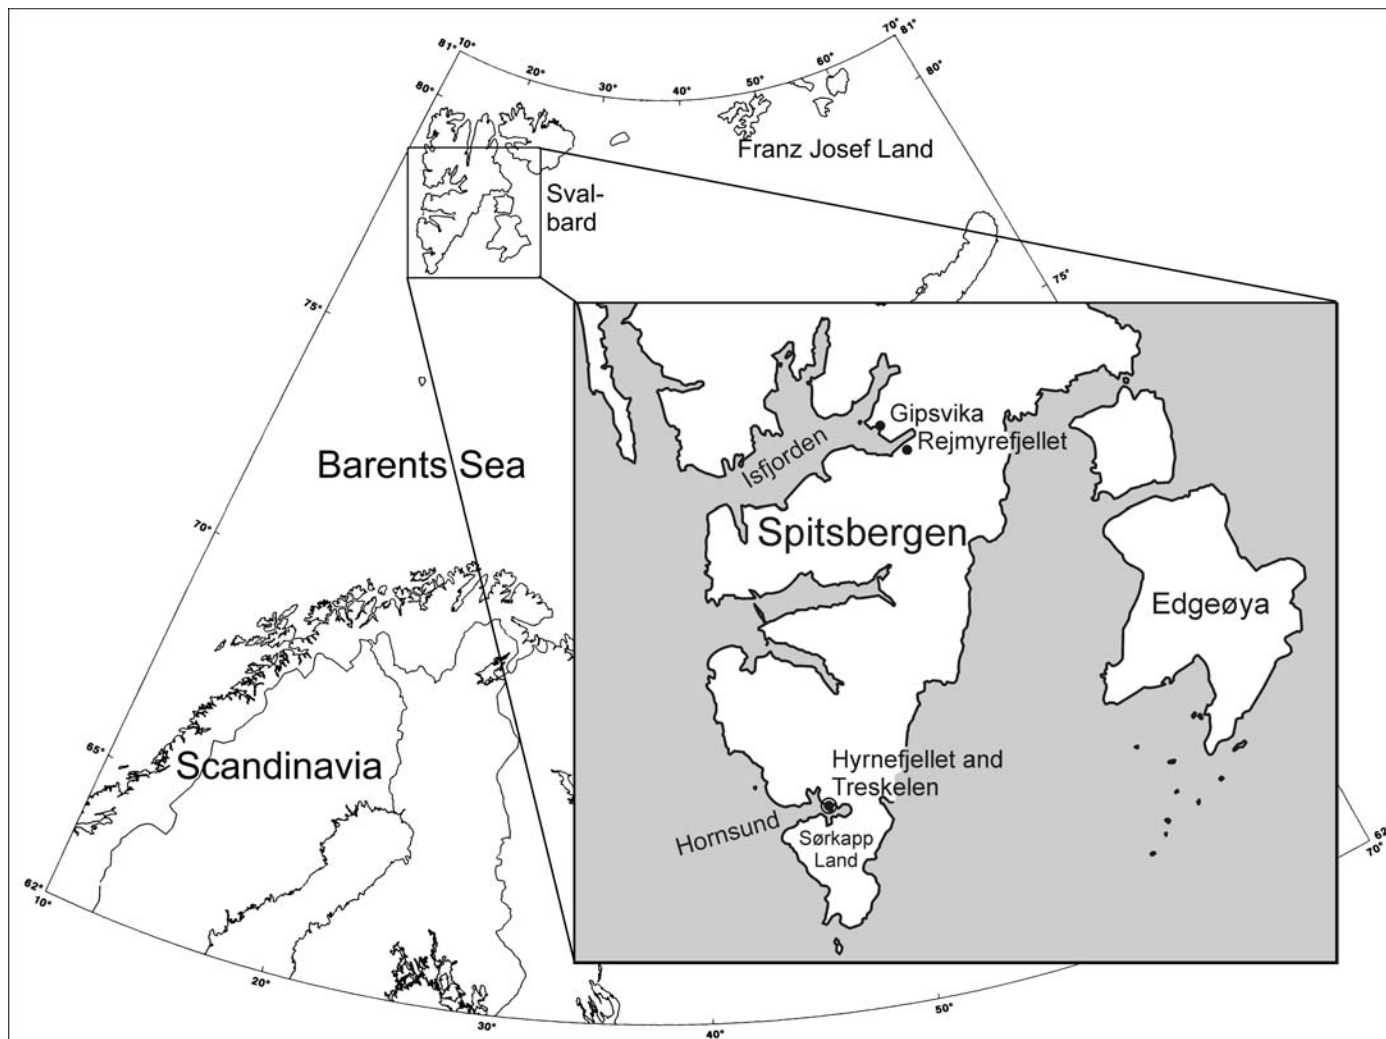 81°
10°
20°
30°
40°
50°
60°
70°
81°
80°
80°
Franz Josef Land
Sval-
bard
75°
75°
Gipsvika
Rejmyrefjellet
Isfjorden
Barents Sea
Spitsbergen
70°
Edgeøya
65°
Scandinavia
Hyrnefjellet and
Treskelen
Hornsund
Sørkapp
Land
62
70°
62°
10°
20°
30°
40°
50°